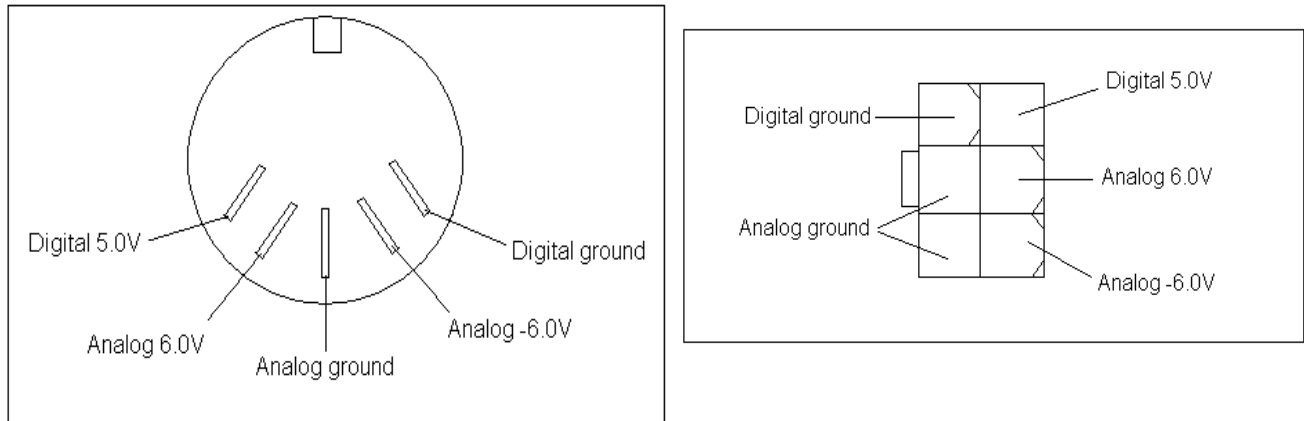 Digital 5.0V
Digital ground
Analog 6.0V
Analog -6.0V
Analog ground
Digital 5.0V
Digital ground
Analog 6.0V
Analog ground
Analog -6.0V